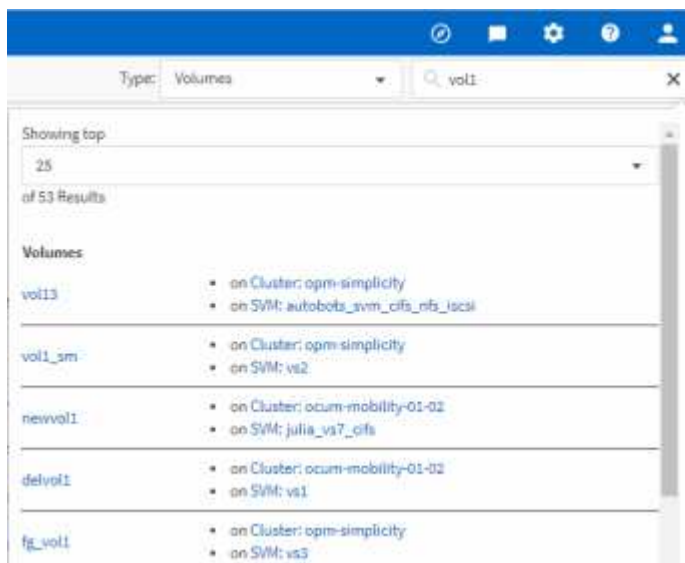 Type: Volumes vol1
Showing top
25
of 53 Results
Volumes
vol13
on Cluster: opm-simplicity
on SVM: autobots_svm_cifs_nfs_iscsi
vol1_sm
on Cluster: opm-simplicity
on SVM: vs2
newvol1
on Cluster: ocum-mobility-01-02
on SVM: julia_vs7_cifs
delvol1
on Cluster: ocum-mobility-01-02
on SVM: vs1
fg_vol1
on Cluster: opm-simplicity
on SVM: vs3